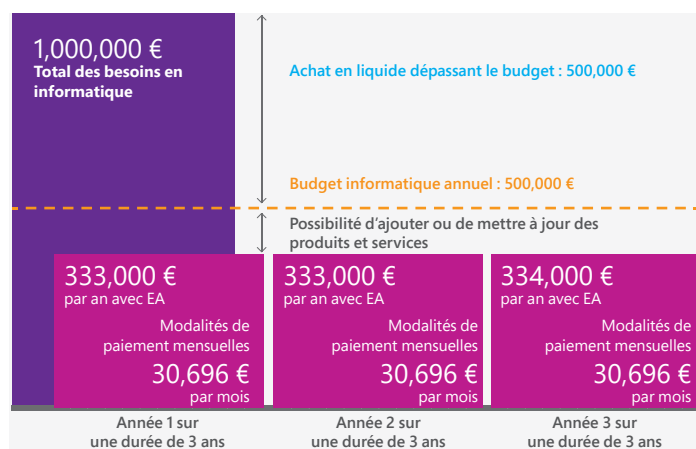 1,000,000 €
Total des besoins en
informatique
Achat en liquide dépassant le budget : 500,000 €
Budget informatique annuel : 500,000 €
Possibilité d'ajouter ou de mettre à jour des
produits et services
333,000 €
par an avec EA
Modalités de
paiement mensuelles
30,696 €
par mois
333,000 €
par an avec EA
Modalités de
paiement mensuelles
30,696 €
par mois
334,000 €
par an avec EA
Modalités de
paiement mensuelles
30,696 €
par mois
Année 1 sur
une durée de 3 ans
Année 2 sur
une durée de 3 ans
Année 3 sur
une durée de 3 ans